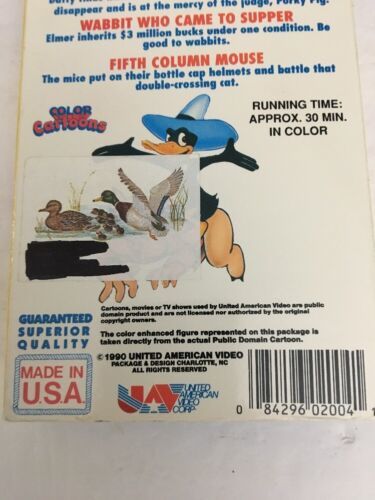 disappear and is at the mercy of the judge, Porky Pig.
WABBIT WHO CAME TO SUPPER
Elmer inherits $3 million bucks under one condition. Be
good to wabbits.
FIFTH COLUMN MOUSE
The mice put on their bottle cap helmets and battle that
double-crossing cat.
COLOR
Cartoons
RUNNING TIME:
APPROX. 30 MIN.
IN COLOR
Cartoons, movies or TV shows used by United American Video are public
domain product and are not licensed nor authorized by the original
copyright owners.
The color enhanced figure represented on this package is
taken directly from the actual Public Domain Cartoon.
GUARANTEED
SUPERIOR
QUALITY
© 1990 UNITED AMERICAN VIDEO
PACKAGE & DESIGN CHARLOTTE, NC
ALL RIGHTS RESERVED
MADE IN
U.S.A.
UAV
UNITED
AMERICAN
VIDEO
CORP.
0 84296 02004 1